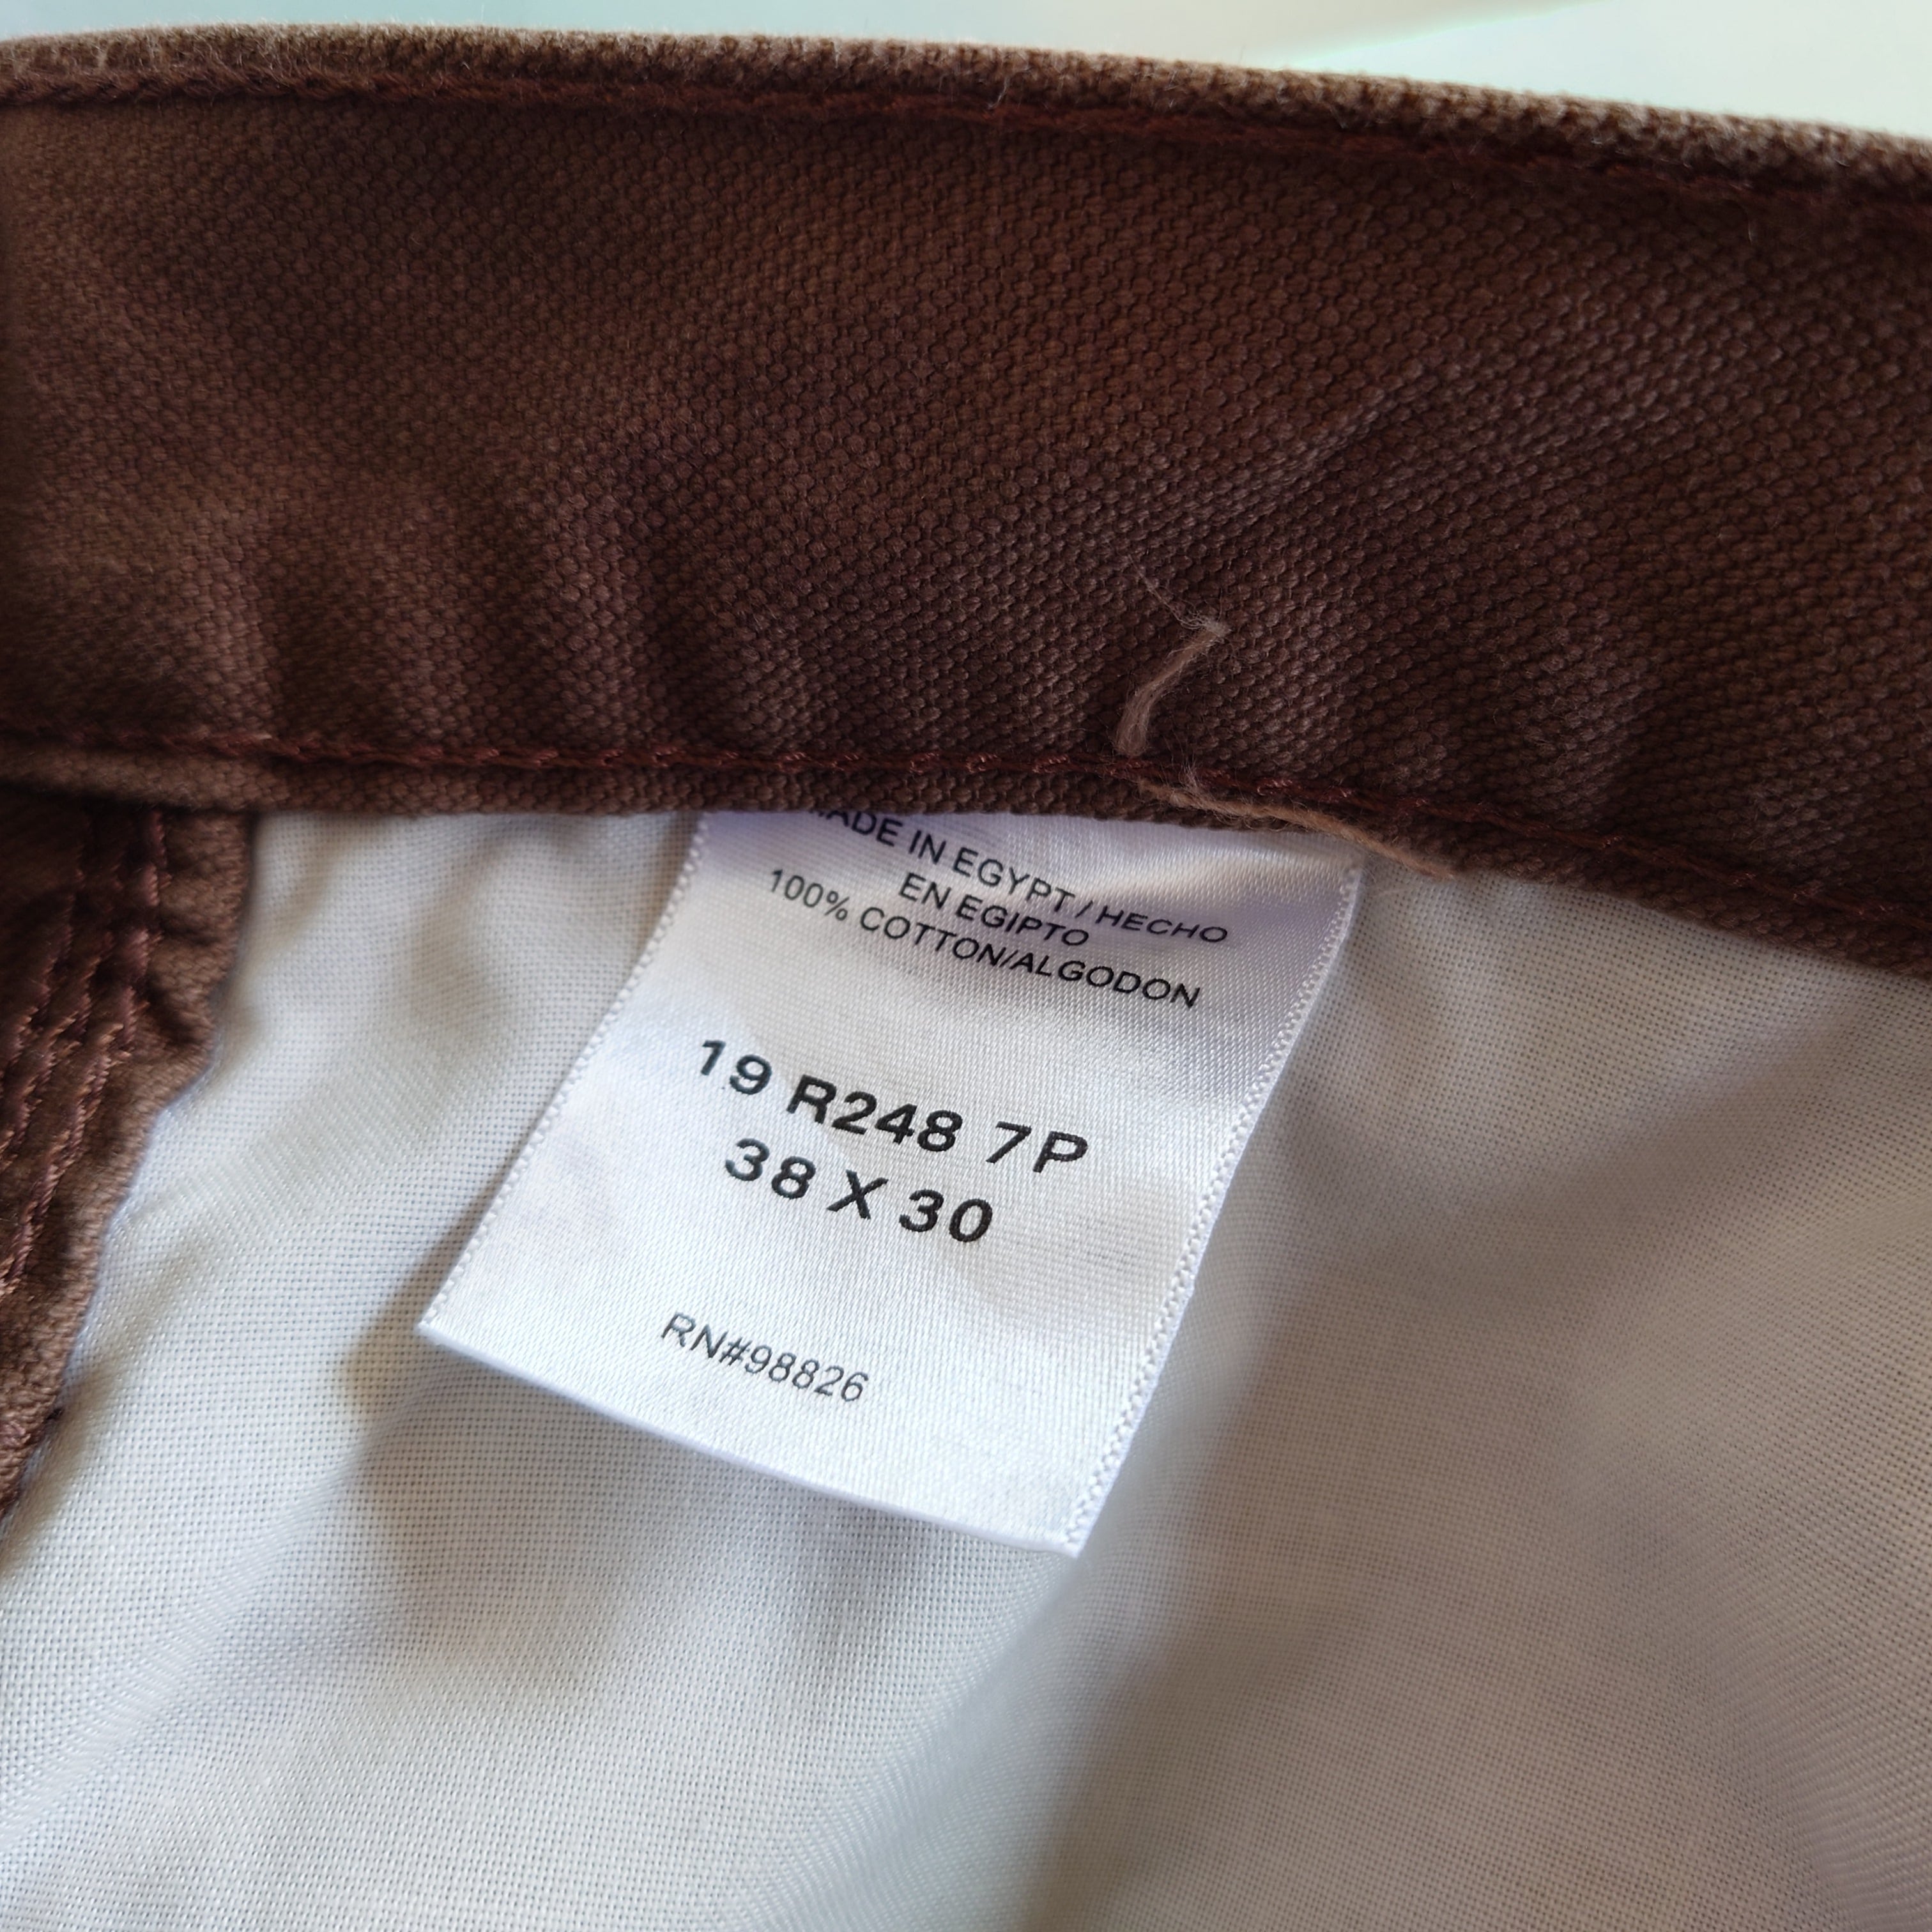 MADE IN EGYPT / HECHO
EN EGIPTO
100% COTTON/ALGODON
19 R248 7P
38 X 30
RN#98826